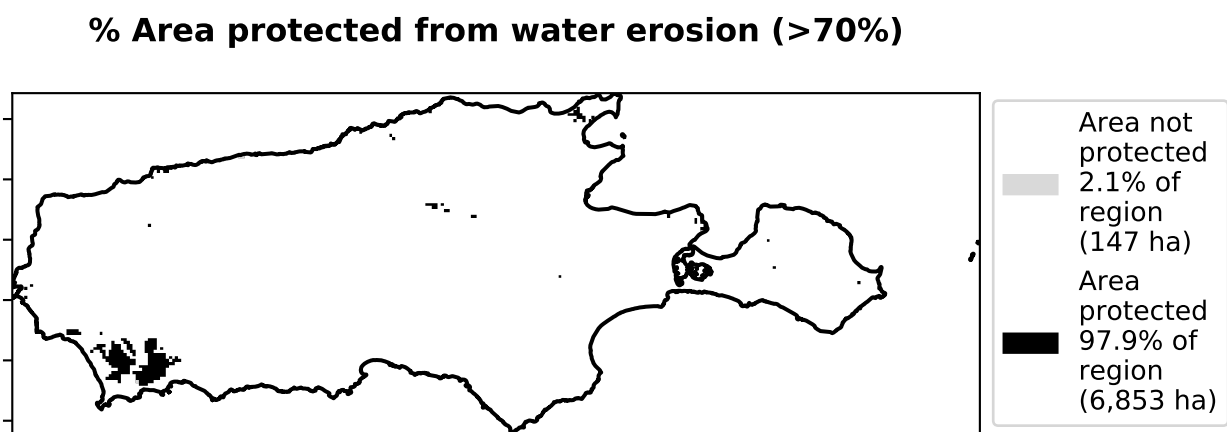 % Area protected from water erosion (>70%)
Area not
protected
2.1% of
region
(147 ha)
Area
protected
97.9% of
region
(6,853 ha)